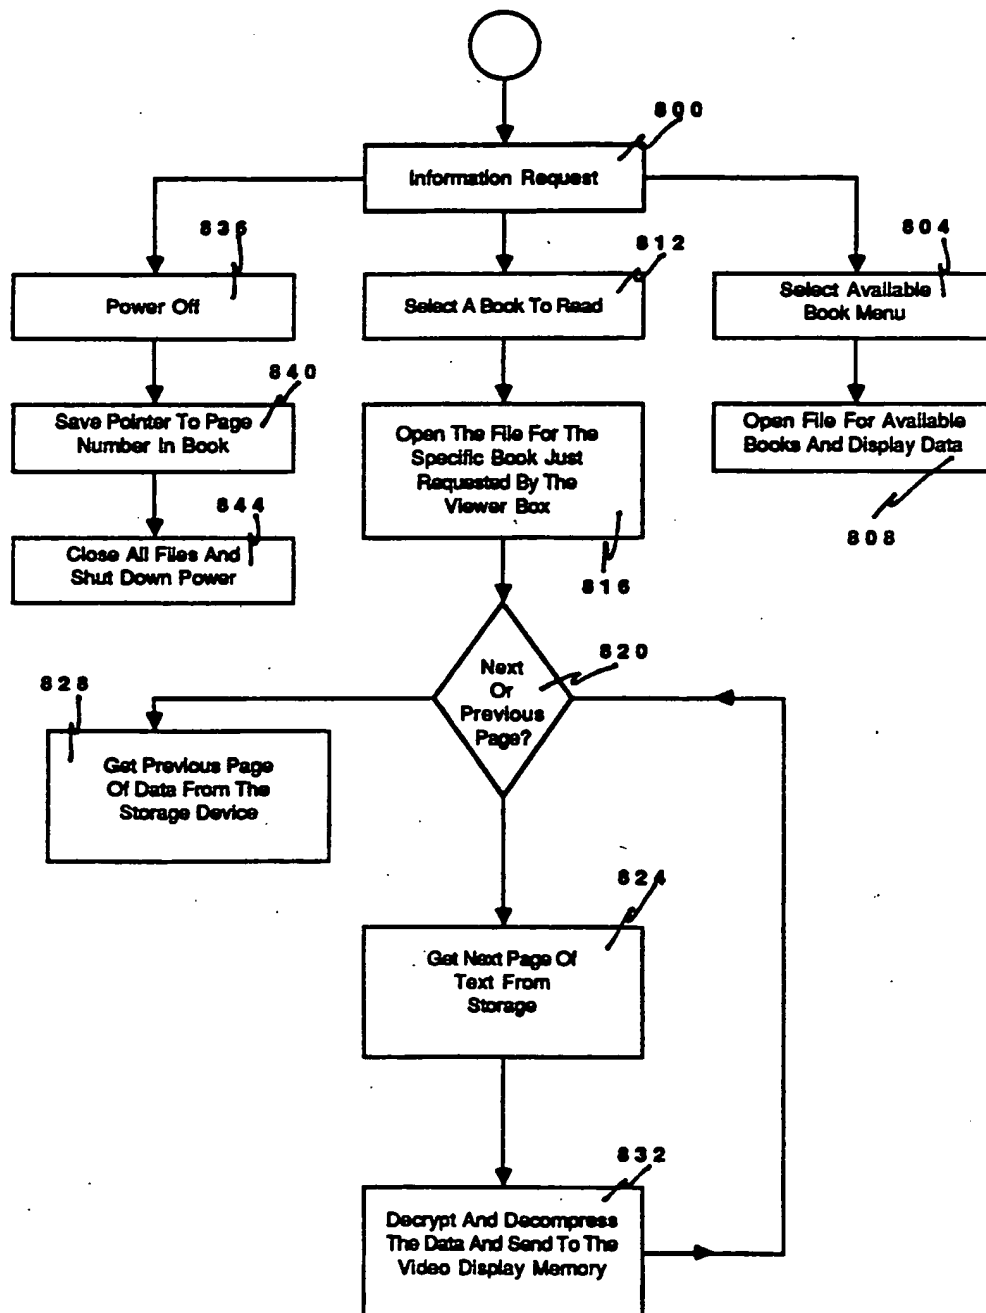 800
Information Request
836
812
804
Power Off
Select A Book To Read
Select Available
Book Menu
840
Save Pointer To Page
Number In Book
Open The File For The
Specific Book Just
Requested By The
Viewer Box
Open File For Available
Books And Display Data
844
808
Close All Files And
Shut Down Power
816
Next
Or
Previous
Page?
820
828
Get Previous Page
Of Data From The
Storage Device
824
Get Next Page Of
Text From
Storage
832
Decrypt And Decompress
The Data And Send To The
Video Display Memory